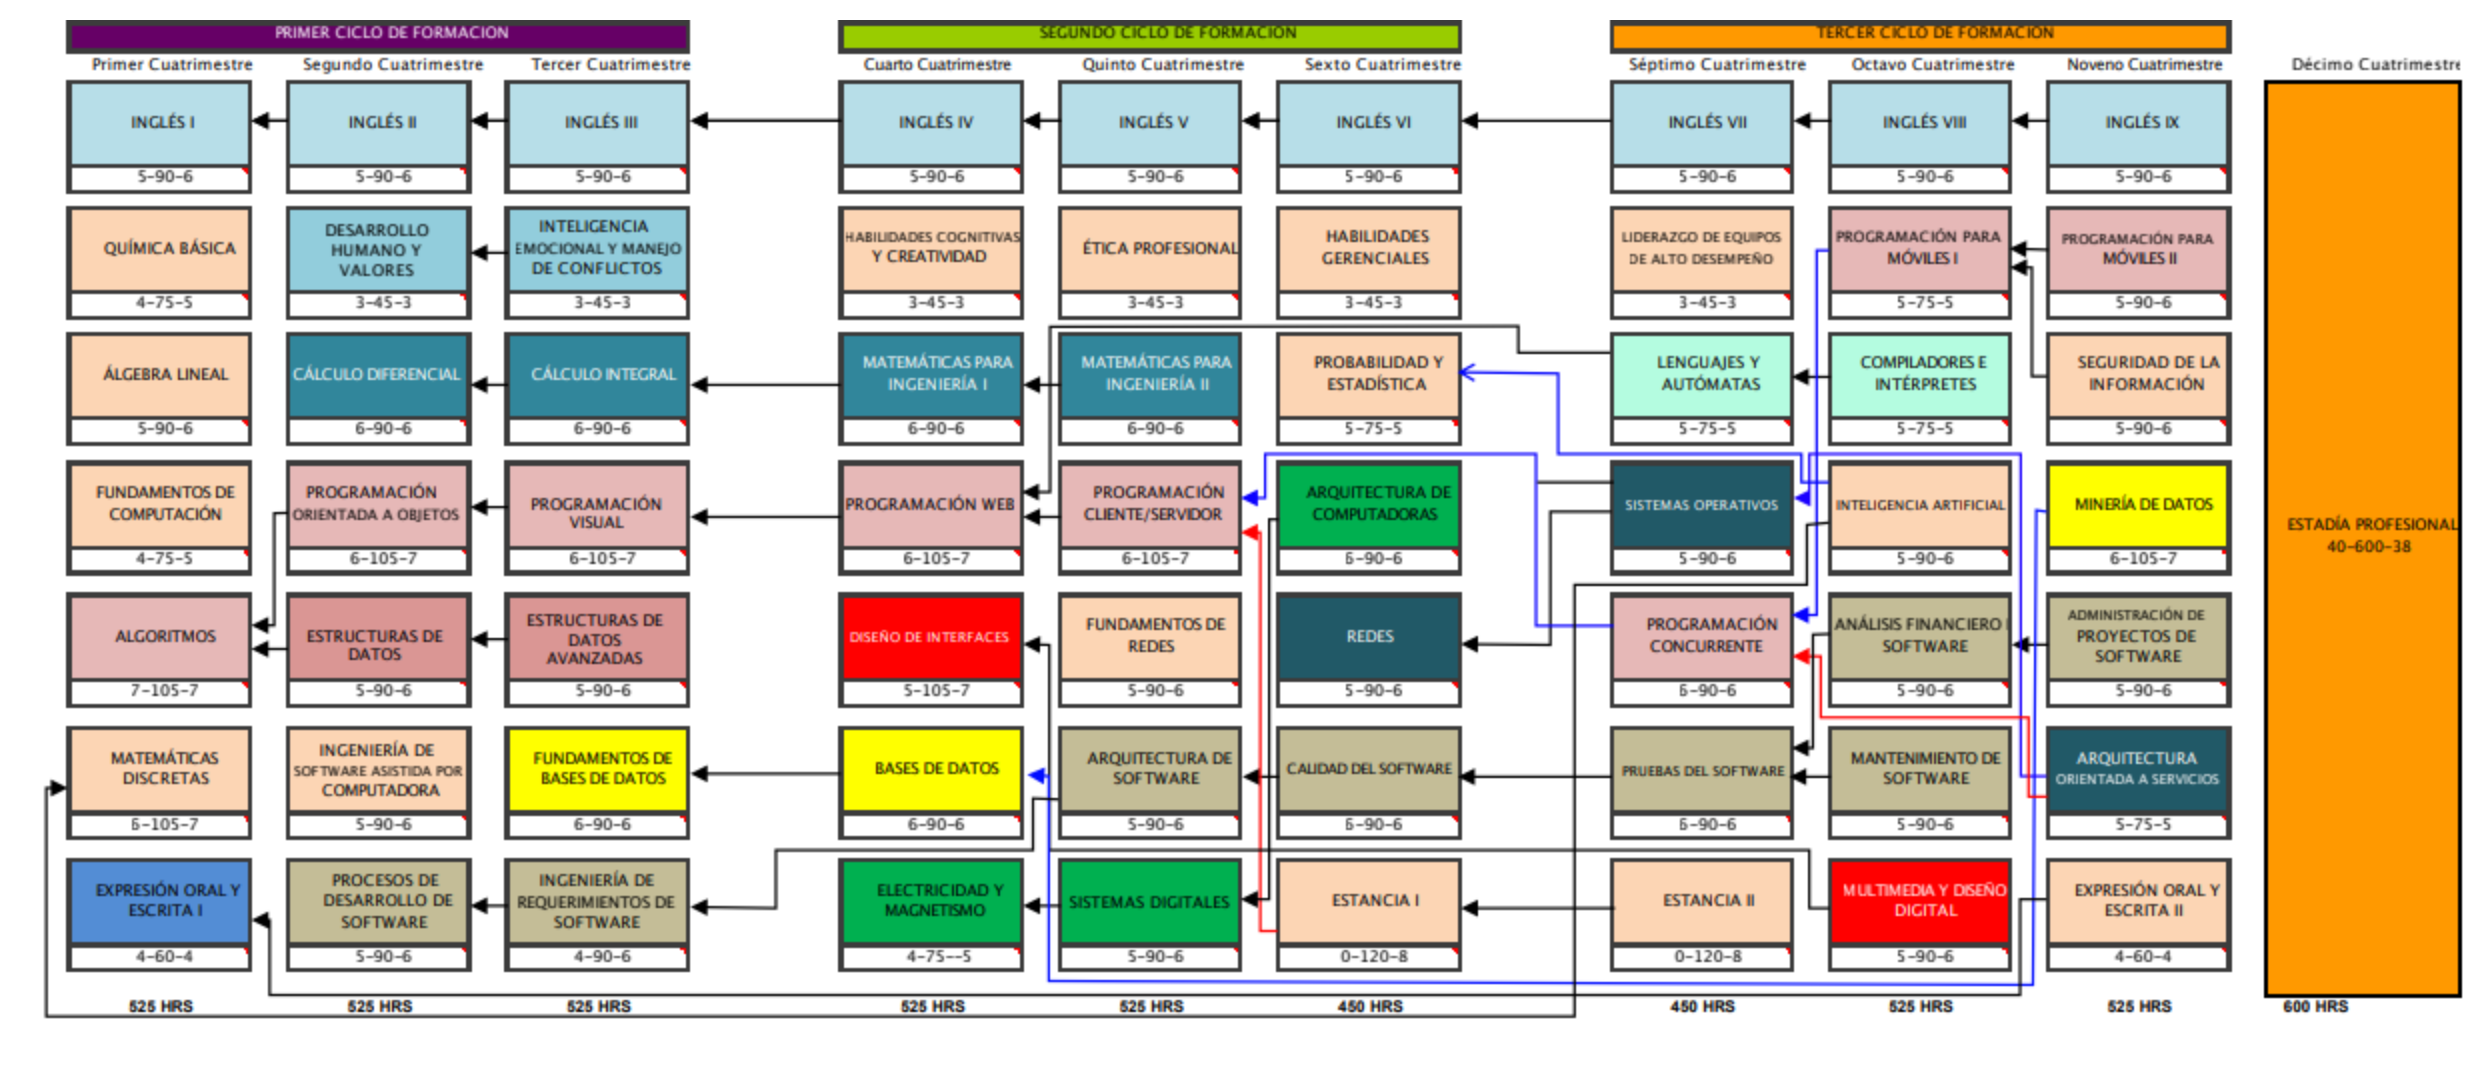 PRIMER CICLO DE FORMACION
SEGUNDO CICLO DE FORMACION
TERCER CICLO DE FORMACION
Primer Cuatrimestre
Segundo Cuatrimestre
Tercer Cuatrimestre
Cuarto Cuatrimestre
Quinto Cuatrimestre
Sexto Cuatrimestre
Séptimo Cuatrimestre
Octavo Cuatrimestre
Noveno Cuatrimestre
Décimo Cuatrimestre
INGLÉS I
5-90-6
INGLÉS II
5-90-6
INGLÉS III
5-90-6
INGLÉS IV
5-90-6
INGLÉS V
5-90-6
INGLÉS VI
5-90-6
INGLÉS VII
5-90-6
INGLÉS VIII
5-90-6
INGLÉS IX
5-90-6
QUÍMICA BÁSICA
4-75-5
DESARROLLO
HUMANO Y
VALORES
3-45-3
INTELIGENCIA
EMOCIONAL Y MANEJO
DE CONFLICTOS
3-45-3
HABILIDADES COGNITIVAS
Y CREATIVIDAD
3-45-3
ÉTICA PROFESIONAL
3-45-3
HABILIDADES
GERENCIALES
3-45-3
LIDERAZGO DE EQUIPOS
DE ALTO DESEMPEÑO
3-45-3
PROGRAMACIÓN PARA
MÓVILES I
5-75-5
PROGRAMACIÓN PARA
MÓVILES II
5-90-6
ÁLGEBRA LINEAL
5-90-6
CÁLCULO DIFERENCIAL
6-90-6
CÁLCULO INTEGRAL
6-90-6
MATEMÁTICAS PARA
INGENIERÍA I
6-90-6
MATEMÁTICAS PARA
INGENIERÍA II
6-90-6
PROBABILIDAD Y
ESTADÍSTICA
5-75-5
LENGUAJES Y
AUTÓMATAS
5-75-5
COMPILADORES E
INTÉRPRETES
5-75-5
SEGURIDAD DE LA
INFORMACIÓN
5-90-6
FUNDAMENTOS DE
COMPUTACIÓN
4-75-5
PROGRAMACIÓN
ORIENTADA A OBJETOS
6-105-7
PROGRAMACIÓN
VISUAL
6-105-7
PROGRAMACIÓN WEB
6-105-7
PROGRAMACIÓN
CLIENTE/SERVIDOR
6-105-7
ARQUITECTURA DE
COMPUTADORAS
6-90-6
SISTEMAS OPERATIVOS
5-90-6
INTELIGENCIA ARTIFICIAL
5-90-6
MINERÍA DE DATOS
6-105-7
ESTADÍA PROFESIONAL
40-600-38
ALGORITMOS
7-105-7
ESTRUCTURAS DE
DATOS
5-90-6
ESTRUCTURAS DE
DATOS
AVANZADAS
5-90-6
DISEÑO DE INTERFACES
5-105-7
FUNDAMENTOS DE
REDES
5-90-6
REDES
5-90-6
PROGRAMACIÓN
CONCURRENTE
6-90-6
ANÁLISIS FINANCIERO
SOFTWARE
5-90-6
ADMINISTRACIÓN DE
PROYECTOS DE
SOFTWARE
5-90-6
MATEMÁTICAS
DISCRETAS
6-105-7
INGENIERÍA DE
SOFTWARE ASISTIDA POR
COMPUTADORA
5-90-6
FUNDAMENTOS DE
BASES DE DATOS
6-90-6
BASES DE DATOS
6-90-6
ARQUITECTURA DE
SOFTWARE
5-90-6
CALIDAD DEL SOFTWARE
6-90-6
PRUEBAS DEL SOFTWARE
6-90-6
MANTENIMIENTO DE
SOFTWARE
5-90-6
ARQUITECTURA
ORIENTADA A SERVICIOS
5-75-5
EXPRESIÓN ORAL Y
ESCRITA I
4-60-4
PROCESOS DE
DESARROLLO DE
SOFTWARE
5-90-6
INGENIERÍA DE
REQUERIMIENTOS DE
SOFTWARE
4-90-6
ELECTRICIDAD Y
MAGNETISMO
4-75--5
SISTEMAS DIGITALES
5-90-6
ESTANCIA I
0-120-8
ESTANCIA II
0-120-8
MULTIMEDIA Y DISEÑO
DIGITAL
5-90-6
EXPRESIÓN ORAL Y
ESCRITA II
4-60-4
525 HRS
525 HRS
525 HRS
525 HRS
525 HRS
450 HRS
450 HRS
525 HRS
525 HRS
600 HRS